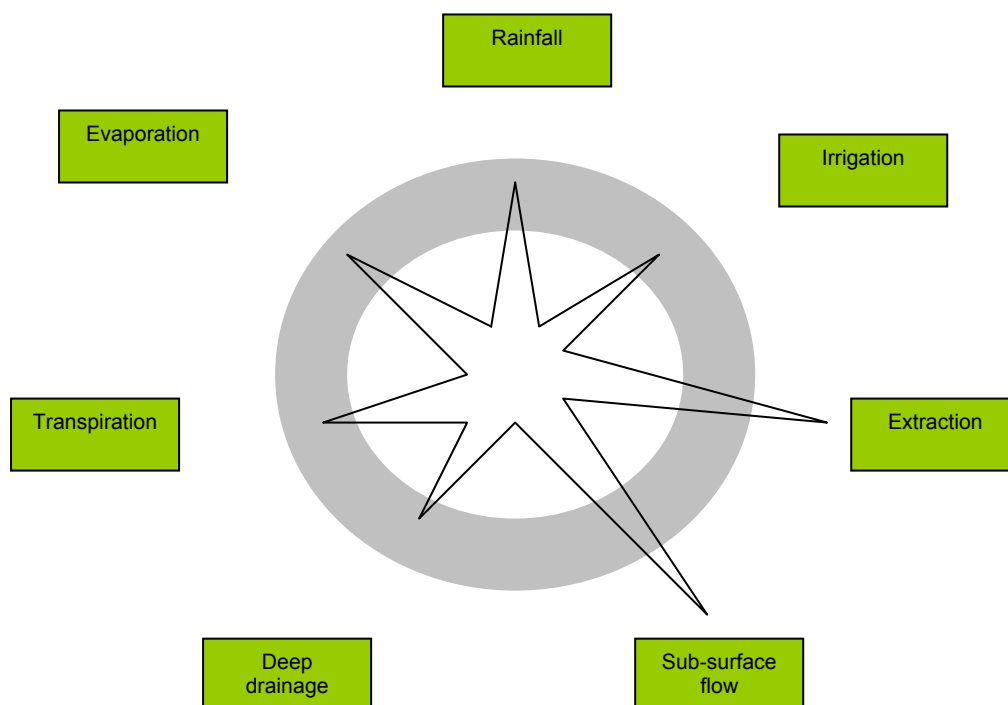 Rainfall
Evaporation
Irrigation
Transpiration
Extraction
Deep
drainage
Sub-surface
flow